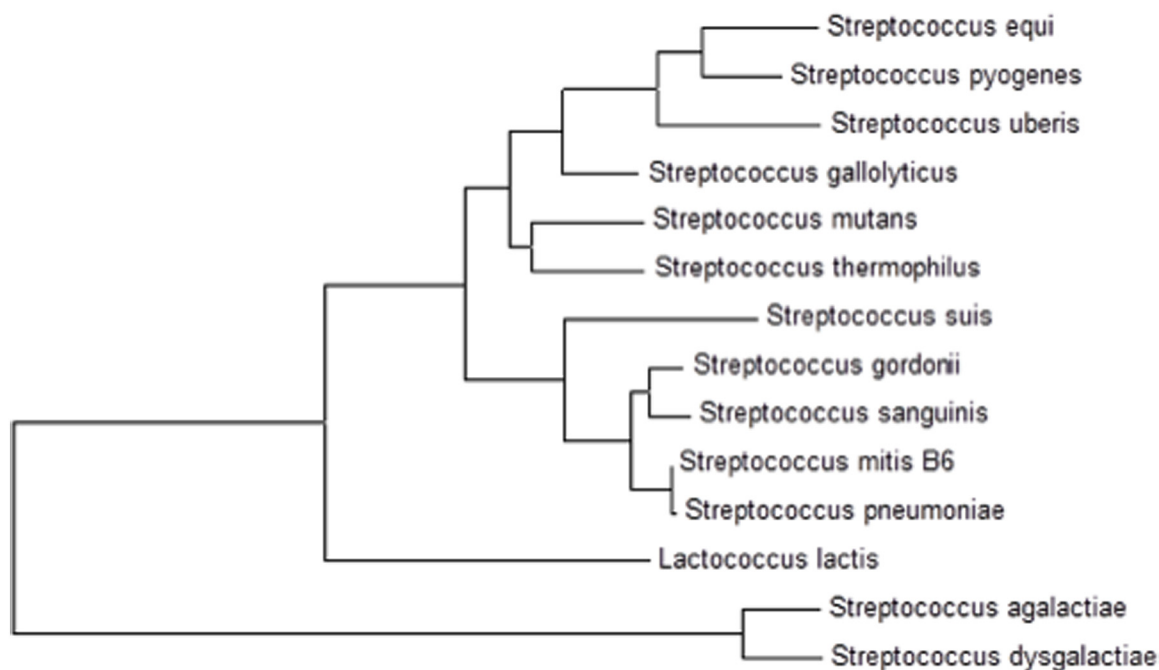 Streptococcus equi
Streptococcus pyogenes
Streptococcus uberis
Streptococcus gallolyticus
Streptococcus mutans
Streptococcus thermophilus
Streptococcus suis
Streptococcus gordonii
Streptococcus sanguinis
Streptococcus mitis B6
Streptococcus pneumoniae
Lactococcus lactis
Streptococcus agalactiae
Streptococcus dysgalactiae